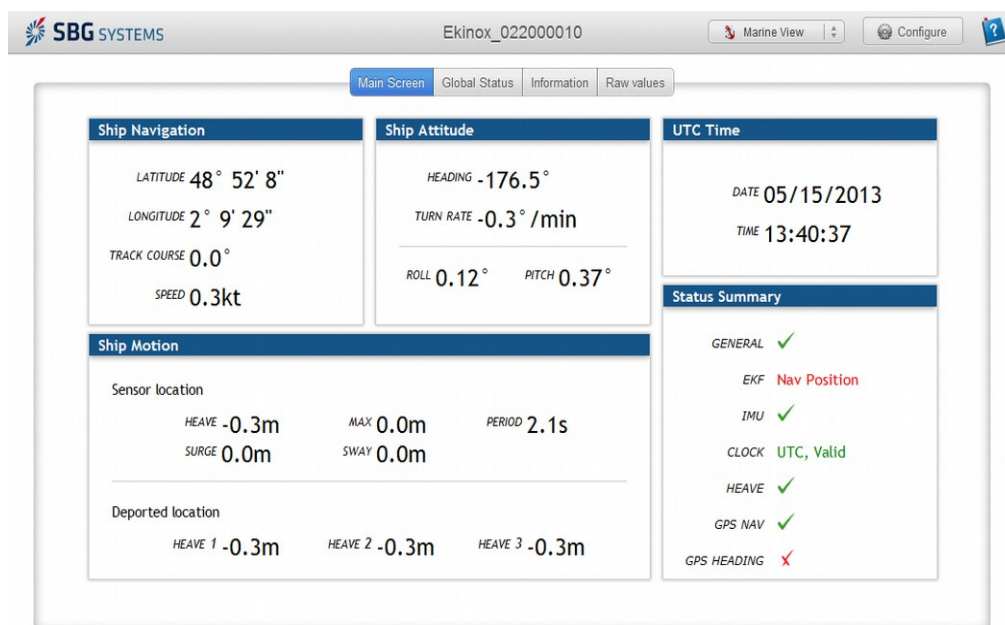 SBG SYSTEMS
Ekinox_022000010
Marine View
Configure
?
Main Screen
Global Status
Information
Raw values
Ship Navigation
LATITUDE 48° 52' 8"
LONGITUDE 2° 9' 29"
TRACK COURSE 0.0°
SPEED 0.3kt
Ship Attitude
HEADING -176.5°
TURN RATE -0.3°/min
ROLL 0.12° PITCH 0.37°
UTC Time
DATE 05/15/2013
TIME 13:40:37
Ship Motion
Sensor location
HEAVE -0.3m MAX 0.0m PERIOD 2.1s
SURGE 0.0m SWAY 0.0m
Deported location
HEAVE 1 -0.3m HEAVE 2 -0.3m HEAVE 3 -0.3m
Status Summary
GENERAL
EKF Nav Position
IMU
CLOCK UTC, Valid
HEAVE
GPS NAV
GPS HEADING